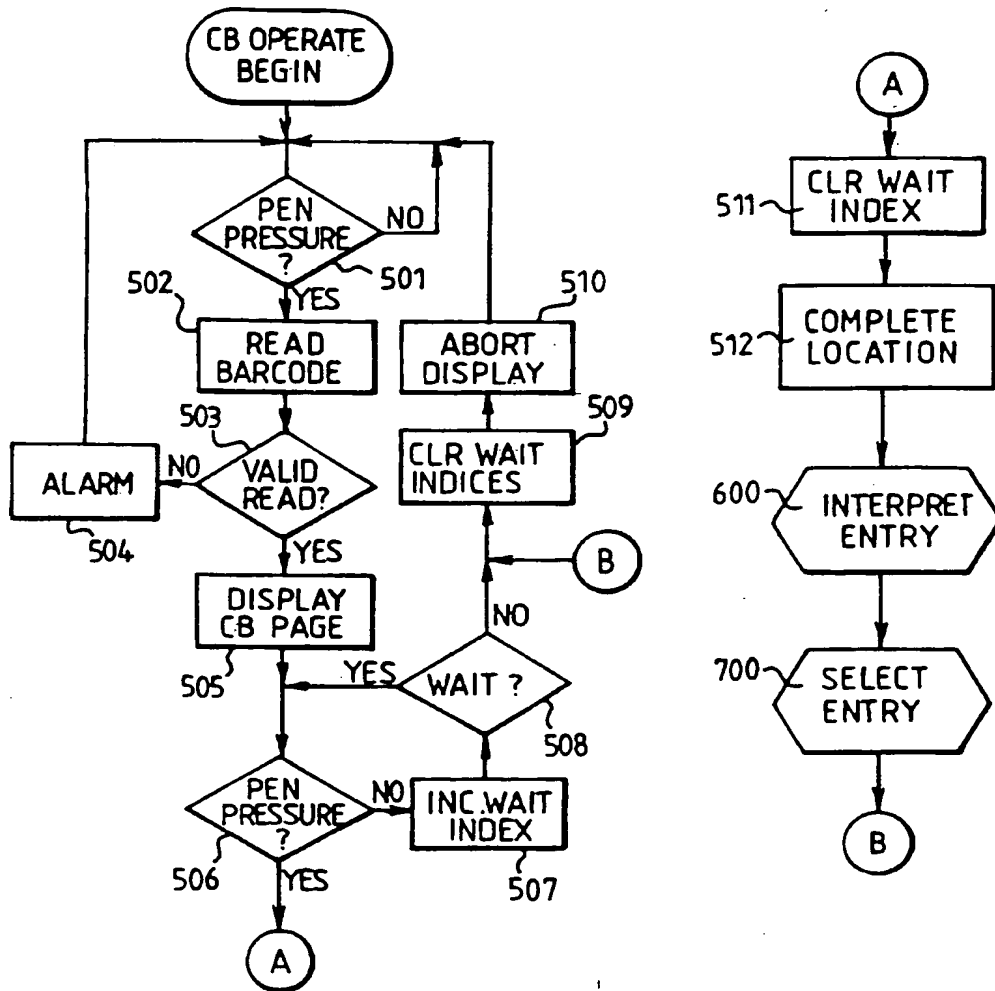 CB OPERATE
BEGIN
PEN
PRESSURE
?
NO
501
YES
502
READ
BARCODE
503
VALID
READ?
NO
ALARM
504
YES
DISPLAY
CB PAGE
505
PEN
PRESSURE
?
506
NO
YES
A
INC.WAIT
INDEX
507
WAIT ?
508
YES
NO
B
CLR WAIT
INDICES
509
ABORT
DISPLAY
510
A
CLR WAIT
INDEX
511
COMPLETE
LOCATION
512
INTERPRET
ENTRY
600
SELECT
ENTRY
700
B